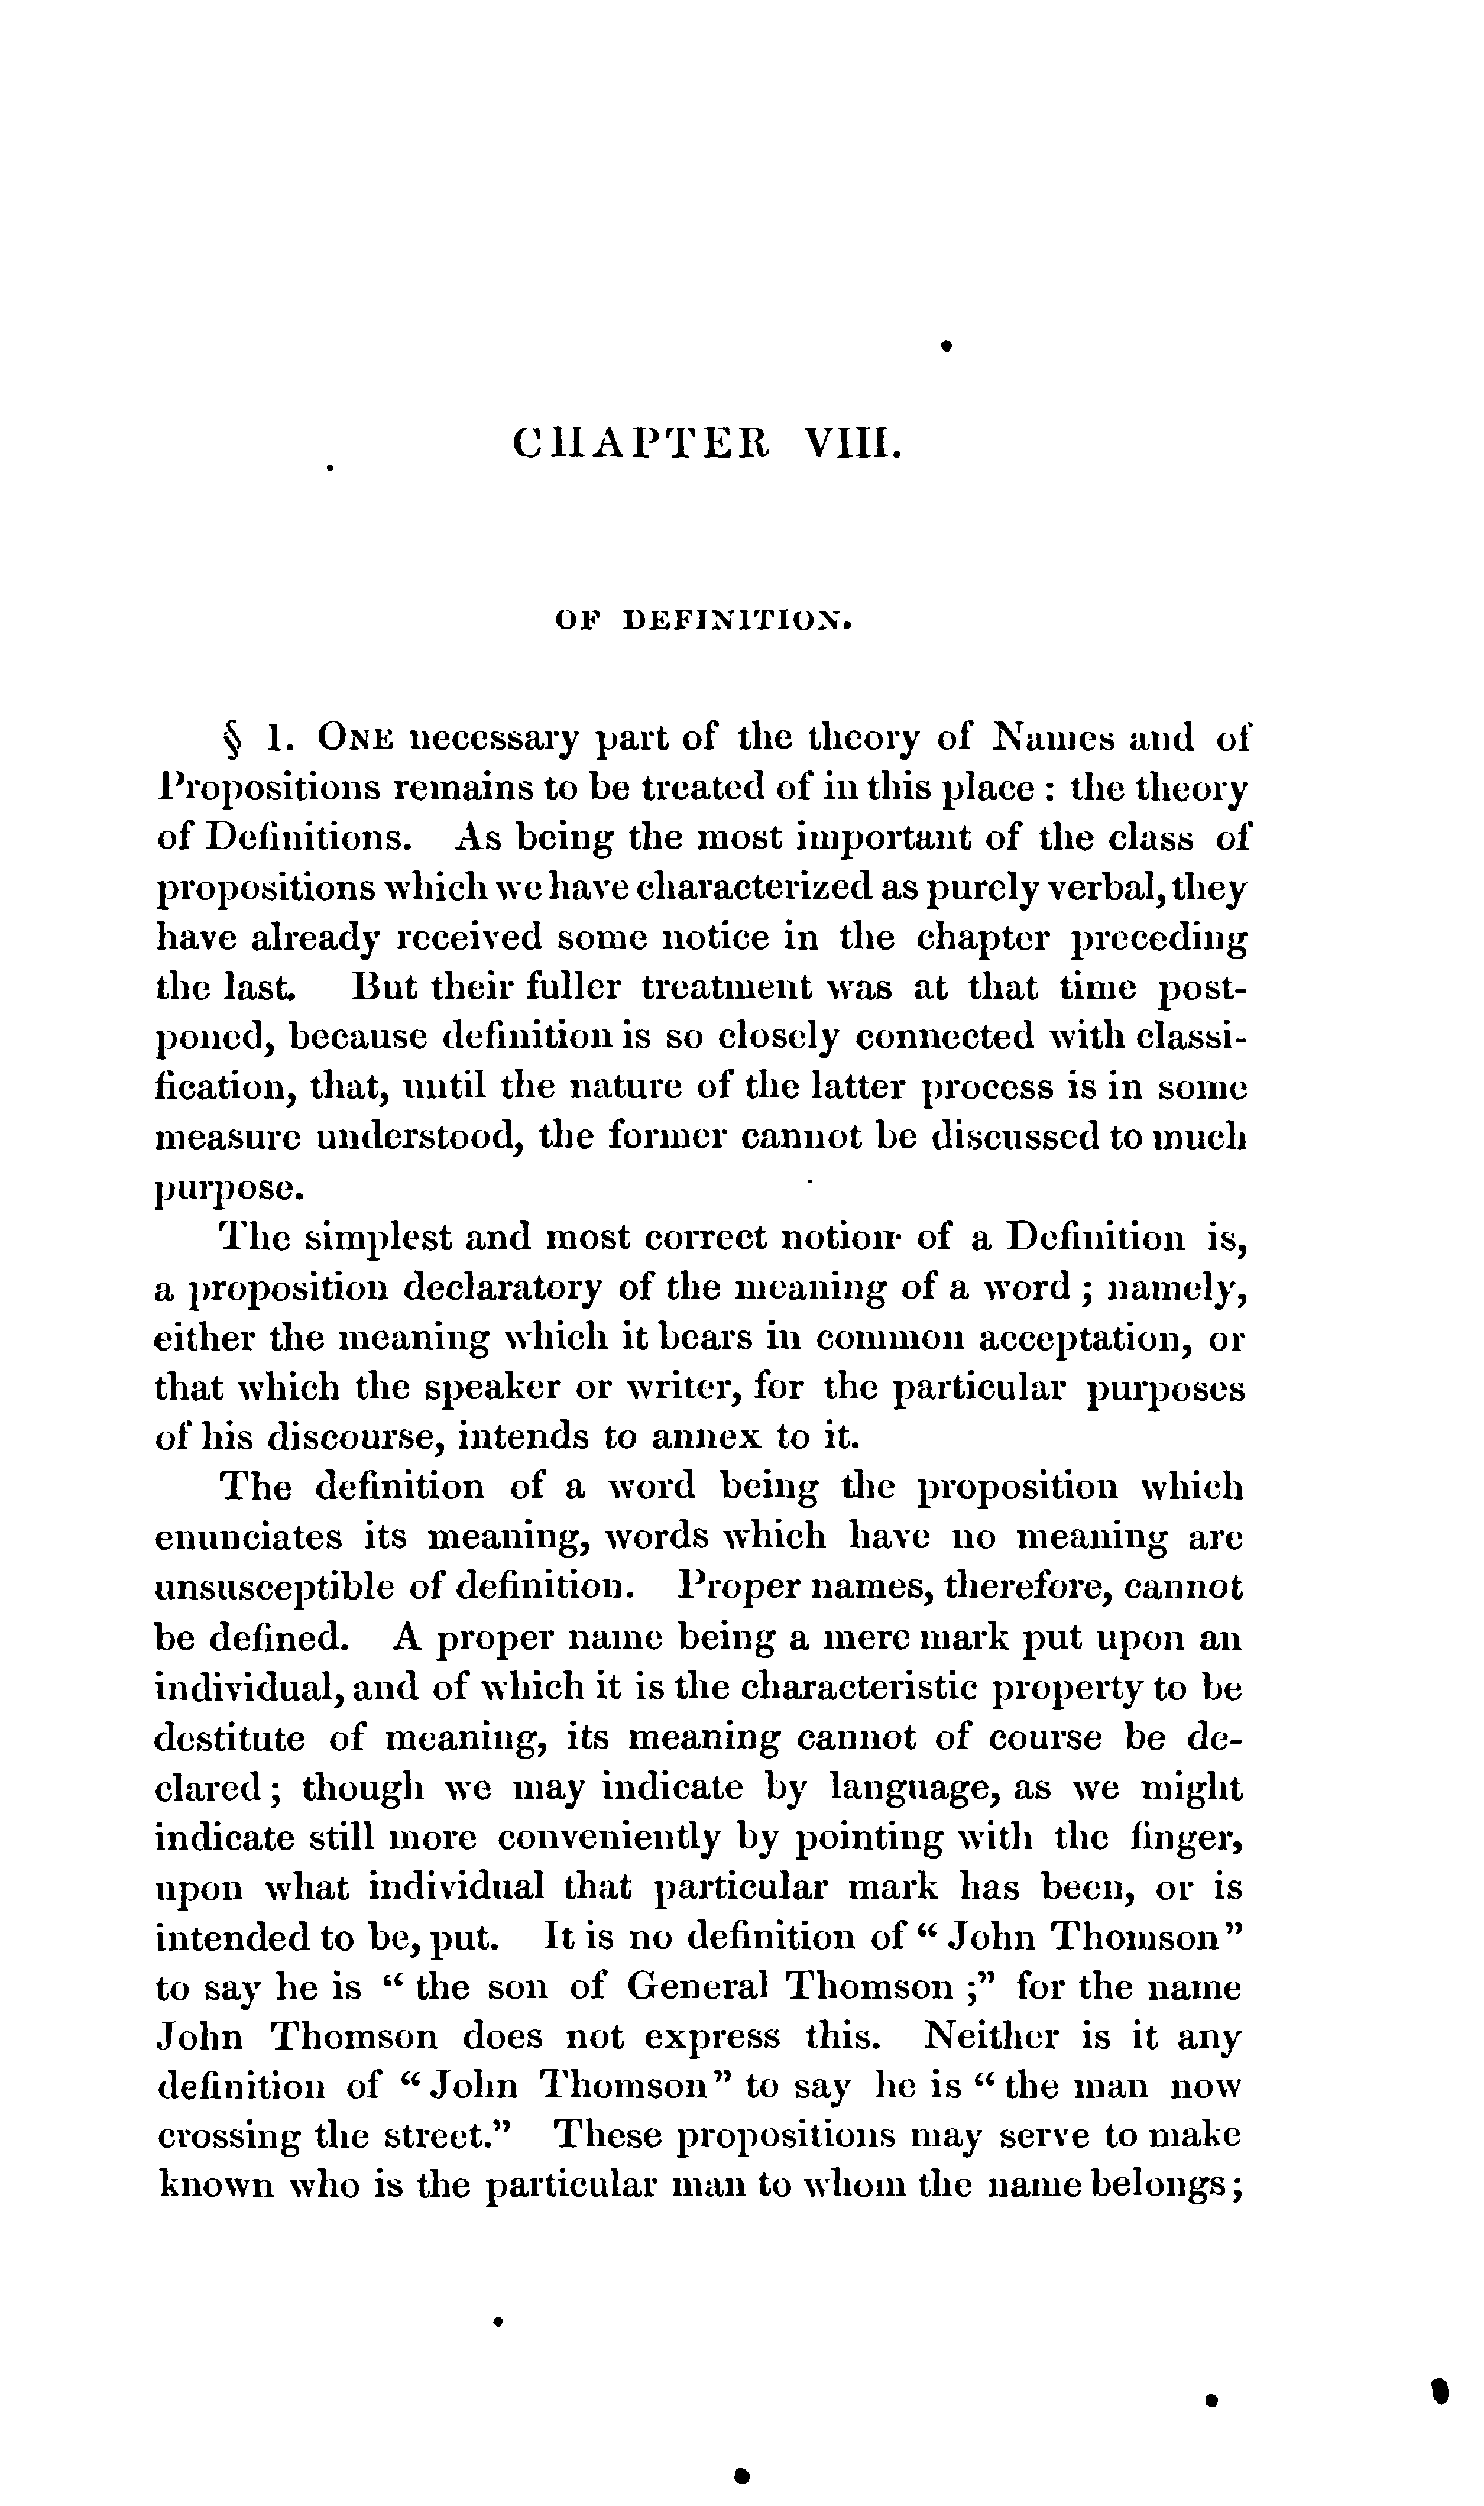 CHAPTER VIII.
OF DEFINITION.
§ 1. ONE necessary part of the theory of Names and of
Propositions remains to be treated of in this place : the theory
of Definitions. As being the most important of the class of
propositions which we have characterized as purely verbal, they
have already received some notice in the chapter preceding
the last. But their fuller treatment was at that time post-
poned, because definition is so closely connected with classi-
fication, that, until the nature of the latter process is in some
measure understood, the former cannot be discussed to much
purpose.
The simplest and most correct notion of a Definition is,
a proposition declaratory of the meaning of a word ; namely,
either the meaning which it bears in common acceptation, or
that which the speaker or writer, for the particular purposes
of his discourse, intends to annex to it.
The definition of a word being the proposition which
enunciates its meaning, words which have no meaning are
unsusceptible of definition. Proper names, therefore, cannot
be defined. A proper name being a mere mark put upon an
individual, and of which it is the characteristic property to be
destitute of meaning, its meaning cannot of course be de-
clared ; though we may indicate by language, as we might
indicate still more conveniently by pointing with the finger,
upon what individual that particular mark has been, or is
intended to be, put. It is no definition of “ John Thomson”
to say he is “ the son of General Thomson ;” for the name
John Thomson does not express this. Neither is it any
definition of “ John Thomson” to say he is “ the man now
crossing the street.” These propositions may serve to make
known who is the particular man to whom the name belongs ;